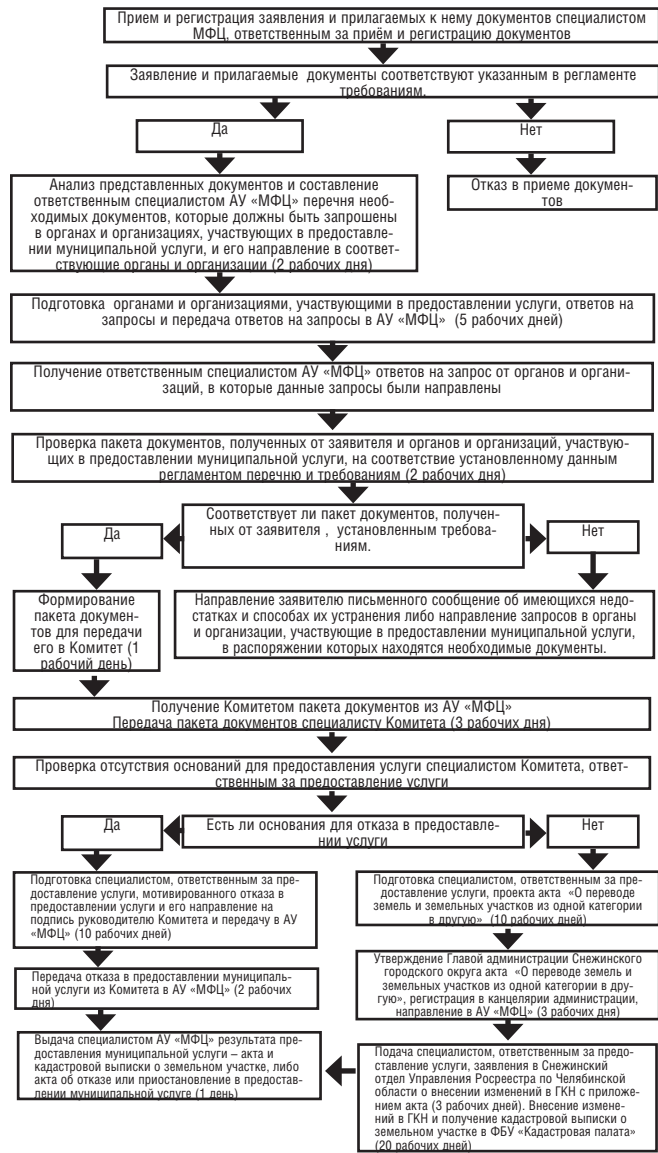 Прием и регистрация заявления и прилагаемых к нему документов специалистом
МФЦ, ответственным за приём и регистрацию документов
Заявление и прилагаемые документы соответствуют указанным в регламенте
требованиям.
Да
Нет
Анализ представленных документов и составление
ответственным специалистом АУ «МФЦ» перечня необ-
ходимых документов, которые должны быть запрошены
в органах и организациях, участвующих в предоставле-
нии муниципальной услуги, и его направление в соответ-
ствующие органы и организации (2 рабочих дня)
Отказ в приеме докумен-
тов
Подготовка органами и организациями, участвующими в предоставлении услуги, ответов на
запросы и передача ответов на запросы в АУ «МФЦ» (5 рабочих дней)
Получение ответственным специалистом АУ «МФЦ» ответов на запрос от органов и органи-
заций, в которые данные запросы были направлены
Проверка пакета документов, полученных от заявителя и органов и организаций, участвую-
щих в предоставлении муниципальной услуги, на соответствие установленному данным
регламентом перечню и требованиям (2 рабочих дня)
Соответствует ли пакет документов, получен-
ных от заявителя , установленным требова-
ниям.
Да
Нет
Формирование
пакета докумен-
тов для передачи
его в Комитет (1
рабочий день)
Направление заявителю письменного сообщение об имеющихся недо-
статках и способах их устранения либо направление запросов в органы
и организации, участвующие в предоставлении муниципальной услуги,
в распоряжении которых находятся необходимые документы.
Получение Комитетом пакета документов из АУ «МФЦ»
Передача пакета документов специалисту Комитета (3 рабочих дня)
Проверка отсутствия оснований для предоставления услуги специалистом Комитета, ответ-
ственным за предоставление услуги
Да
Есть ли основания для отказа в предоставле-
нии услуги
Нет
Подготовка специалистом, ответственным за пре-
доставление услуги, мотивированного отказа в
предоставлении услуги и его направление на
подпись руководителю Комитета и передачу в АУ
«МФЦ» (10 рабочих дней)
Подготовка специалистом, ответственным за пре-
доставление услуги, проекта акта «О переводе
земель и земельных участков из одной категории
в другую» (10 рабочих дней)
Передача отказа в предоставлении муниципаль-
ной услуги из Комитета в АУ «МФЦ» (2 рабочих
дня)
Утверждение Главой администрации Снежинского
городского округа акта «О переводе земель и
земельных участков из одной категории в дру-
гую», регистрация в канцелярии администрации,
направление в АУ «МФЦ» (3 рабочих дня)
Выдача специалистом АУ «МФЦ» результата пре-
доставления муниципальной услуги – акта и
кадастровой выписки о земельном участке, либо
акта об отказе или приостановление в предостав-
лении муниципальной услуге (1 день)
Подача специалистом, ответственным за предо-
ставление услуги, заявления в Снежинский
отдел Управления Росреестра по Челябинской
области о внесении изменений в ГКН с приложе-
нием акта (3 рабочих дней). Внесение измене-
ний в ГКН и получение кадастровой выписки о
земельном участке в ФБУ «Кадастровая палата»
(20 рабочих дней)